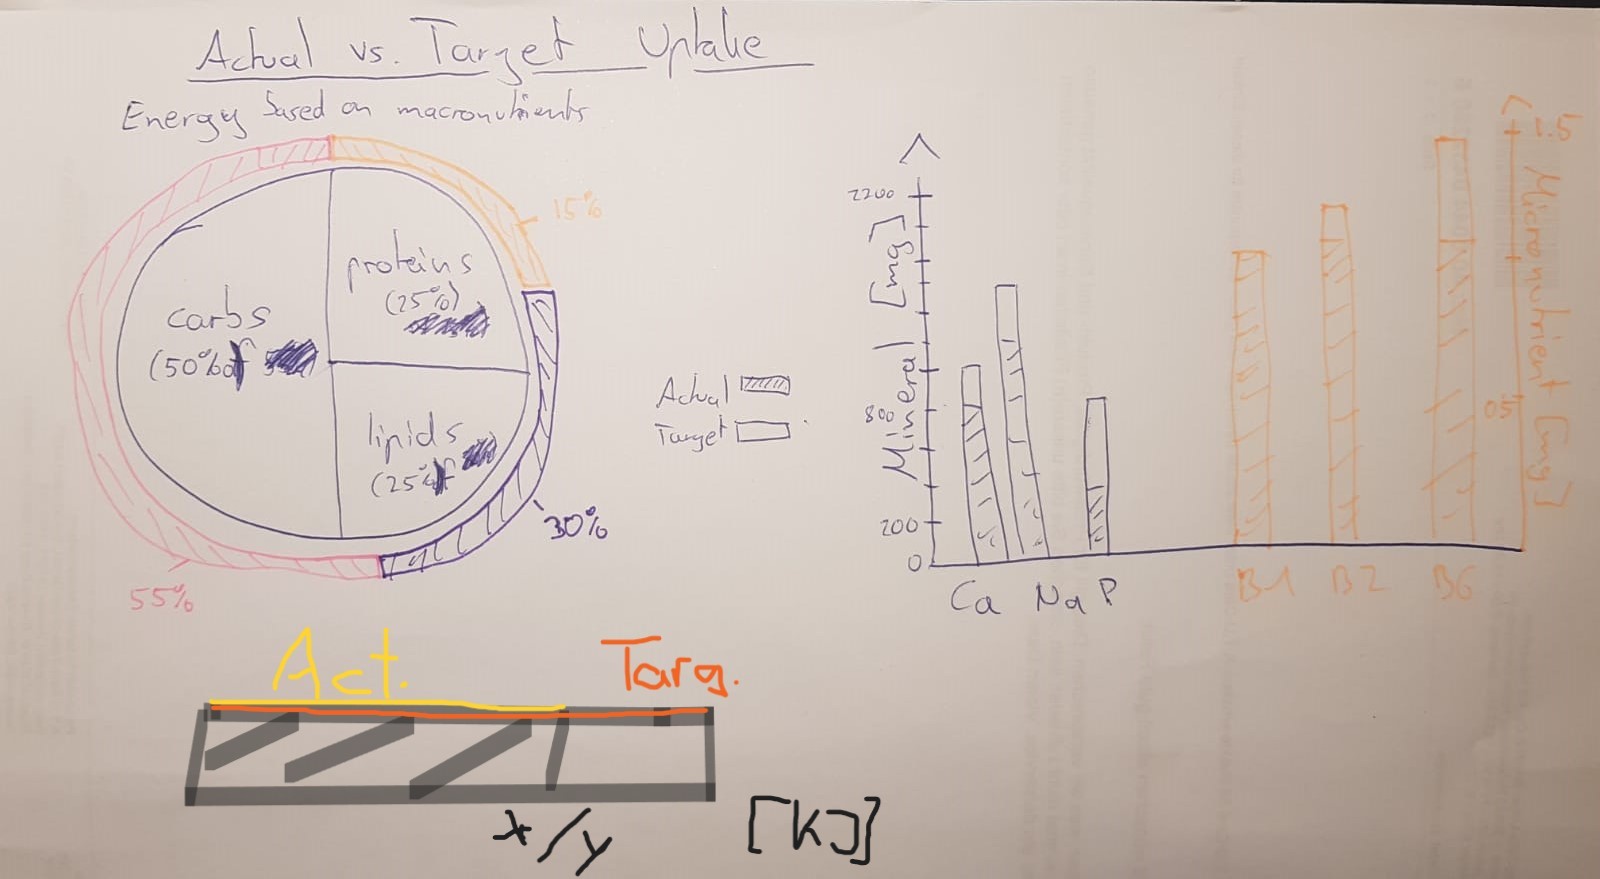 Actual vs. Target Uptake
Energy based on macronutrients
15%
proteins
(25%)
carbs
(50%
lipids
(25%
30%
55%
Actual
Target
Mineral [mg]
2200
800
200
0
Ca Na P
B1 B2 B6
1.5
0.5
Micronutrient [mg]
Act.
Targ.
x/y [kJ]